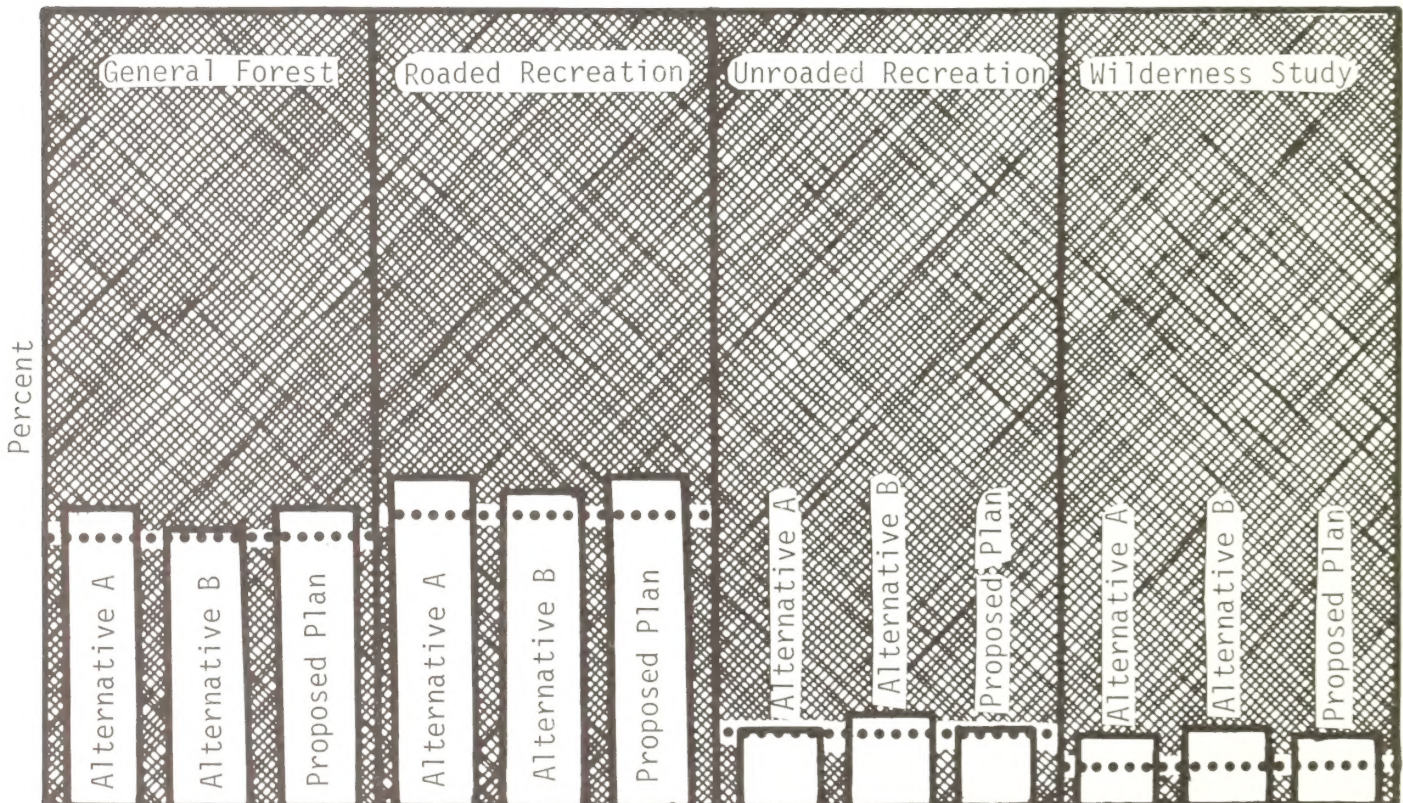 General Forest
Roaded Recreation
Unroaded Recreation
Wilderness Study
Percent
Alternative A
Alternative B
Proposed Plan
Alternative A
Alternative B
Proposed Plan
Alternative A
Alternative B
Proposed Plan
Alternative A
Alternative B
Proposed Plan